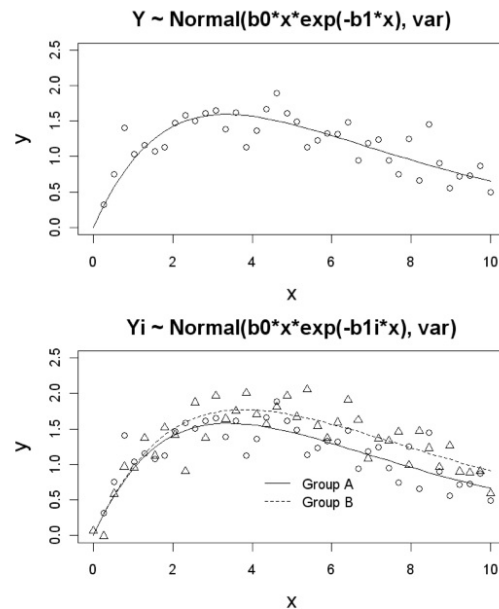 Y ~ Normal(b0*x*exp(-b1*x), var)
2.5
2.0
1.5
1.0
0.5
0.0
y
0 2 4 6 8 10
x
Yi ~ Normal(b0*x*exp(-b1i*x), var)
2.5
2.0
1.5
1.0
0.5
0.0
y
Group A
Group B
0 2 4 6 8 10
x